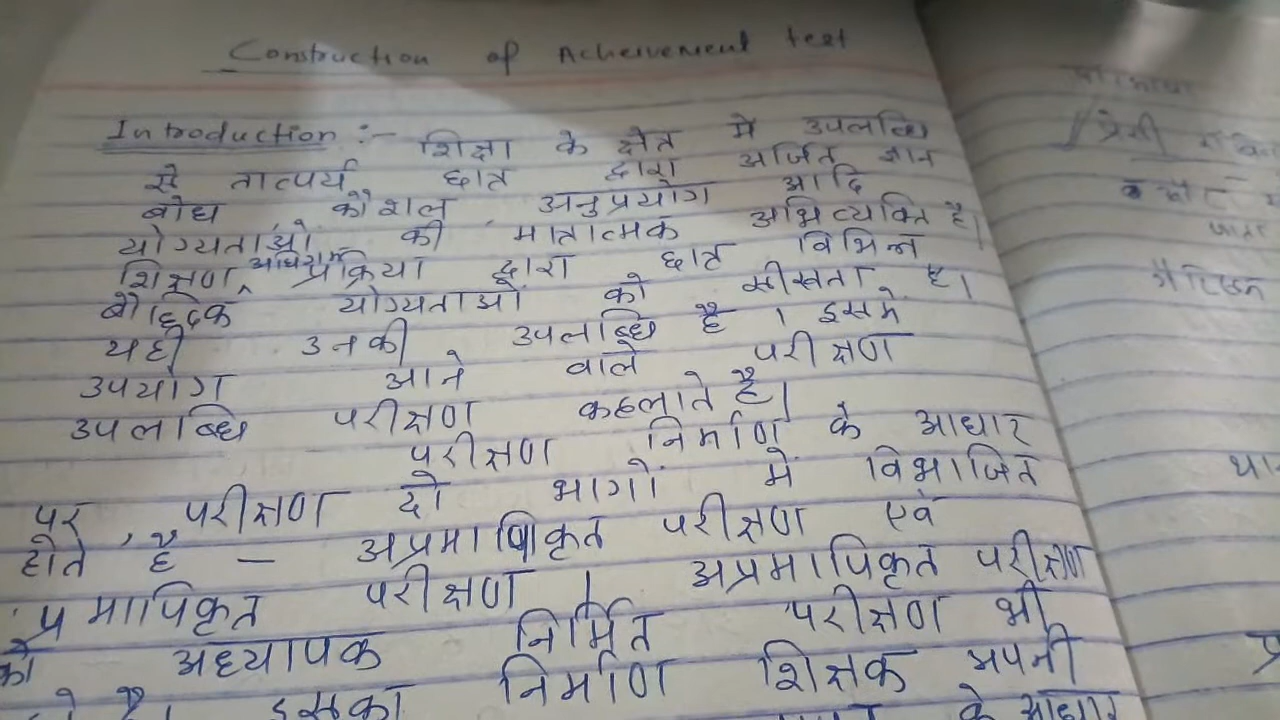 Construction of Acheivement test
Introduction :- शिक्षा के क्षेत्र में उपलब्धि
से तात्पर्य छात्र द्वारा अर्जित ज्ञान
बोध कौशल अनुप्रयोग आदि
योग्यताओं की मात्रात्मक अभिव्यक्ति है।
शिक्षण अधिगम प्रक्रिया द्वारा छात्र विभिन्न
बौद्धिक योग्यताओं को सीखता है।
यही उनकी उपलब्धि है । इसमें
उपयोग आने वाले परीक्षण
उपलब्धि परीक्षण कहलाते है।
परीक्षण निर्माण के आधार
पर परीक्षण दो भागो में विभाजित
होते है — अप्रमापिकृत परीक्षण एवं
प्रमापिकृत परीक्षण । अप्रमापिकृत परीक्षण
को अध्यापक निर्मित परीक्षण भी
है। इसका निर्माण शिक्षक अपनी
के आधार